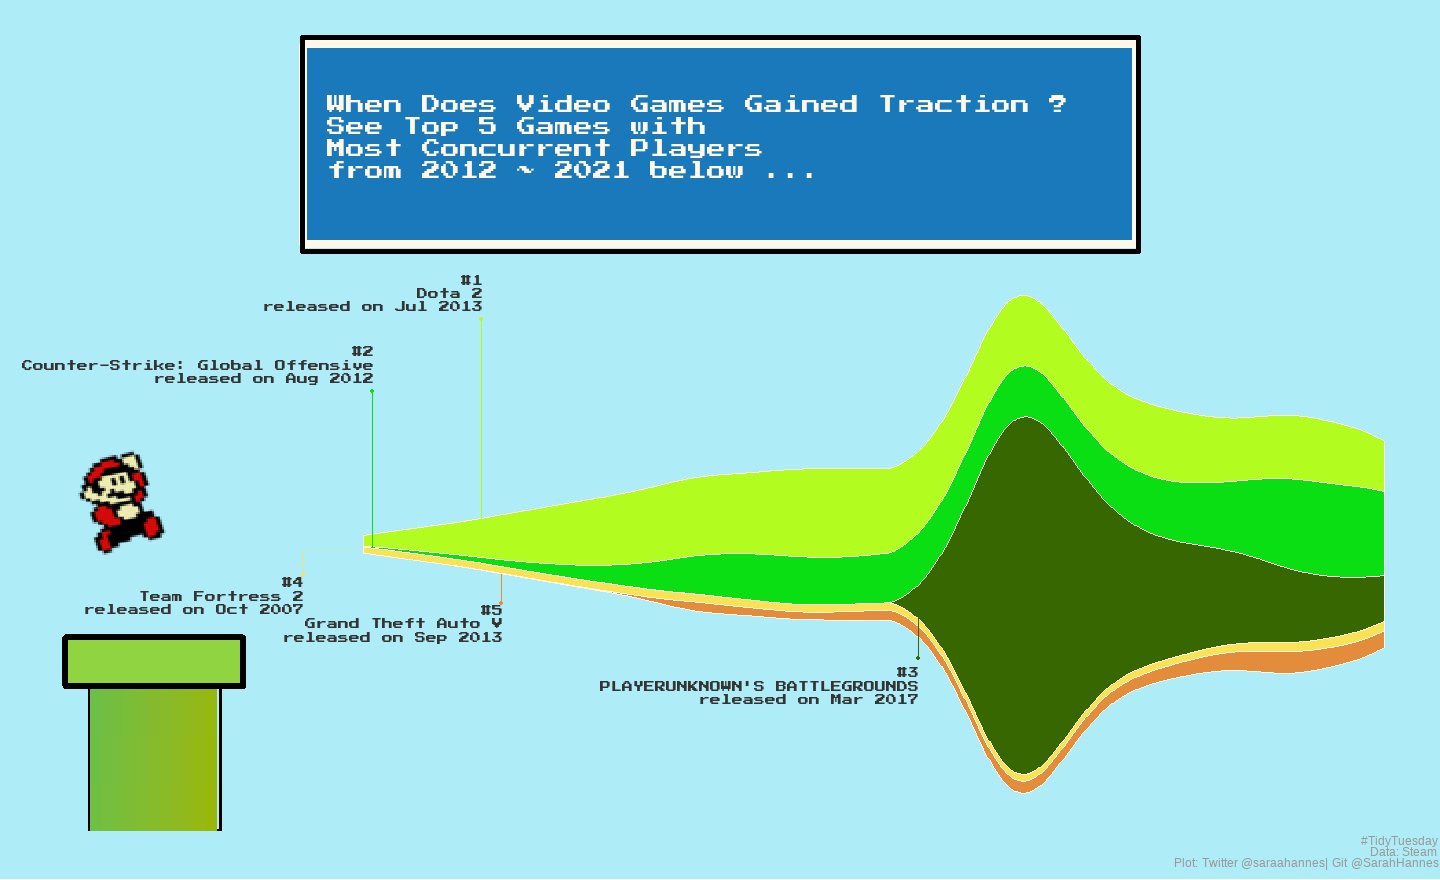 When Does Video Games Gained Traction ?
See Top 5 Games with
Most Concurrent Players
from 2012 ~ 2021 below ...
#1
Dota 2
released on Jul 2013
#2
Counter-Strike: Global Offensive
released on Aug 2012
#4
Team Fortress 2
released on Oct 2007
#5
Grand Theft Auto V
released on Sep 2013
#3
PLAYERUNKNOWN'S BATTLEGROUNDS
released on Mar 2017
#TidyTuesday
Data: Steam
Plot: Twitter @saraahannes| Git @SarahHannes